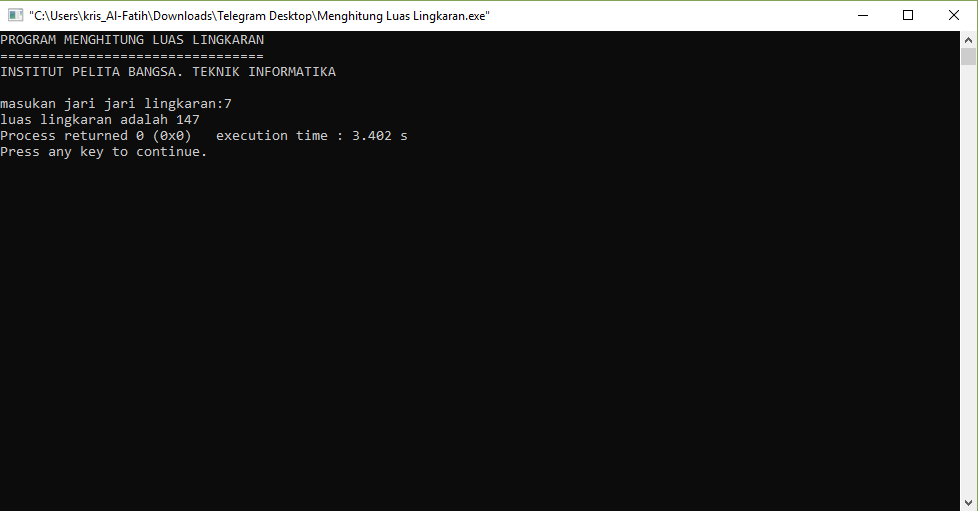 "C:\Users\kris_Al-Fatih\Downloads\Telegram Desktop\Menghitung Luas Lingkaran.exe"
PROGRAM MENGHITUNG LUAS LINGKARAN
=================================
INSTITUT PELITA BANGSA. TEKNIK INFORMATIKA
masukan jari jari lingkaran:7
luas lingkaran adalah 147
Process returned 0 (0x0)   execution time : 3.402 s
Press any key to continue.